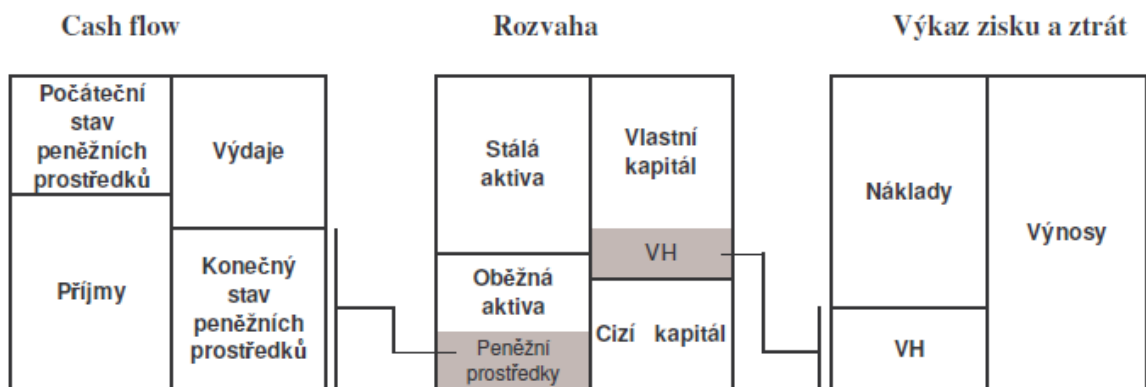 Cash flow
Rozvaha
Výkaz zisku a ztrát
Počáteční
stav
peněžních
prostředků
Výdaje
Příjmy
Konečný
stav
peněžních
prostředků
Stálá
aktiva
Vlastní
kapitál
VH
Oběžná
aktiva
Peněžní
prostředky
Cizí kapitál
Náklady
Výnosy
VH